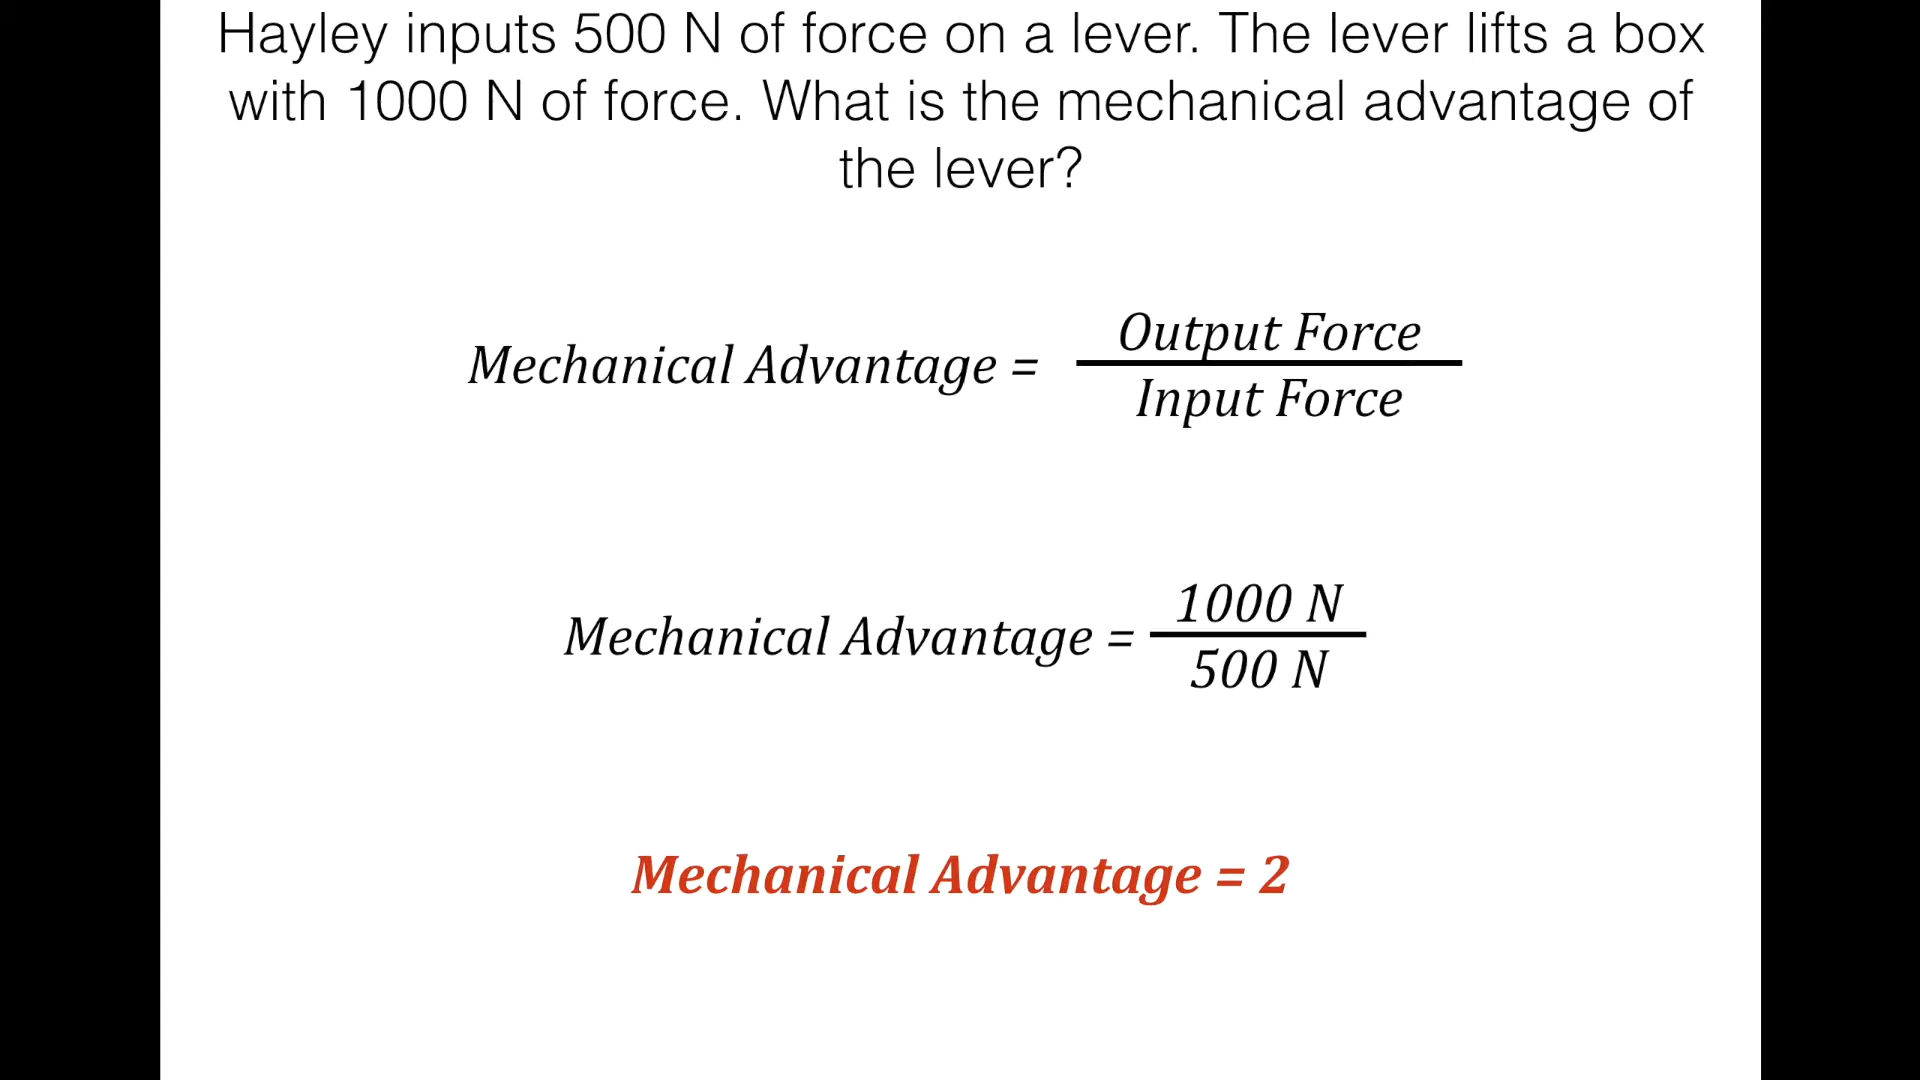 Hayley inputs 500 N of force on a lever. The lever lifts a box
with 1000 N of force. What is the mechanical advantage of
the lever?
Output Force
Mechanical Advantage =
Input Force
1000 N
Mechanical Advantage =
500 N
Mechanical Advantage = 2